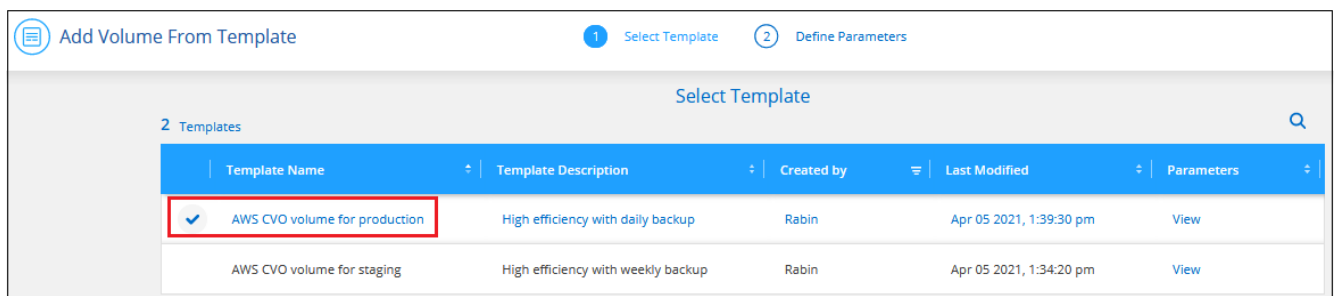 Add Volume From Template
1 Select Template 2 Define Parameters
Select Template
2 Templates
Template Name Template Description Created by Last Modified Parameters
AWS CVO volume for production High efficiency with daily backup Rabin Apr 05 2021, 1:39:30 pm View
AWS CVO volume for staging High efficiency with weekly backup Rabin Apr 05 2021, 1:34:20 pm View